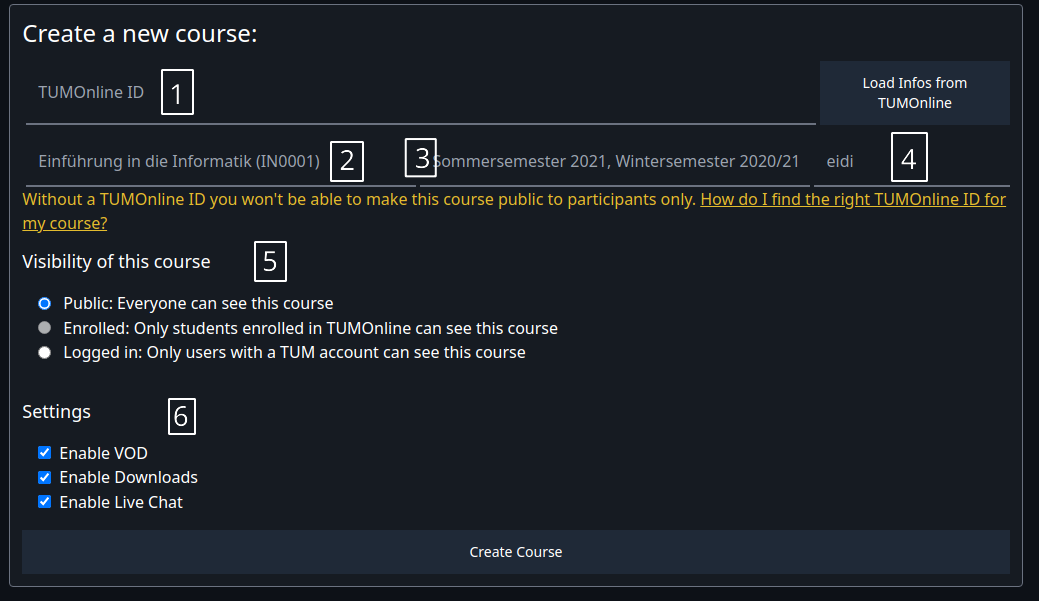 Create a new course:
TUMOnline ID 1
Load Infos from
TUMOnline
Einführung in die Informatik (IN0001) 2 3 Sommersemester 2021, Wintersemester 2020/21 eidi 4
Without a TUMOnline ID you won't be able to make this course public to participants only. How do I find the right TUMOnline ID for
my course?
Visibility of this course 5
Public: Everyone can see this course
Enrolled: Only students enrolled in TUMOnline can see this course
Logged in: Only users with a TUM account can see this course
Settings 6
Enable VOD
Enable Downloads
Enable Live Chat
Create Course